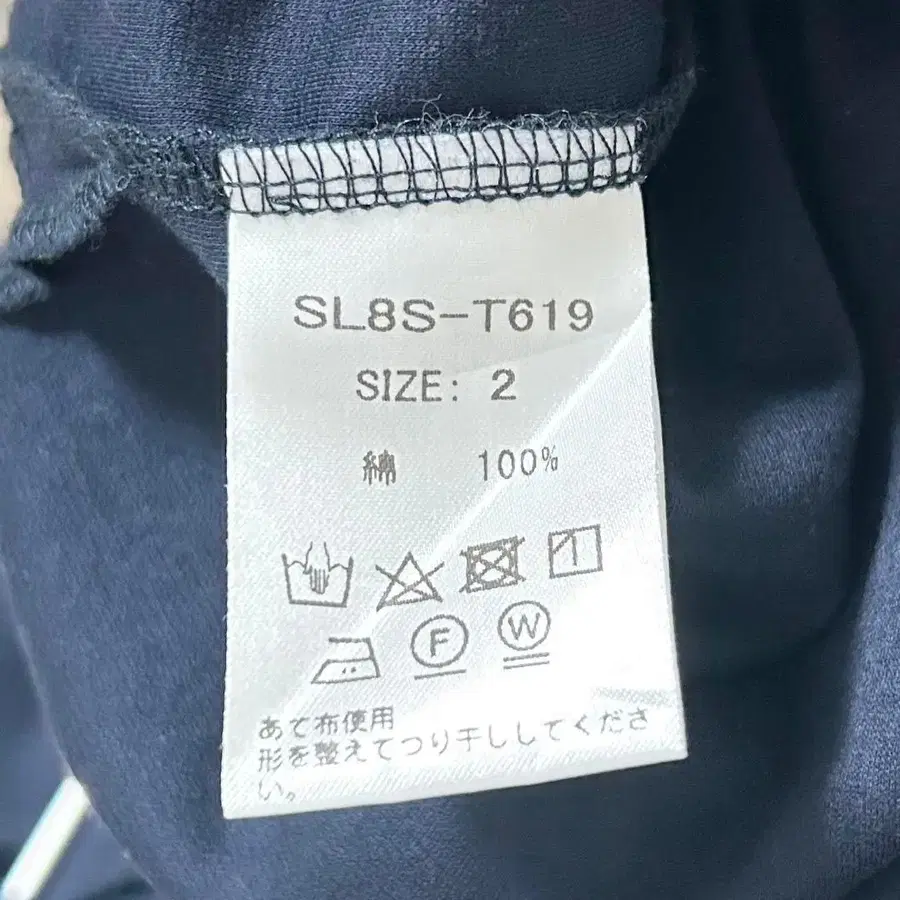 SL8S-T619
SIZE: 2
綿 100%
F W
あて布使用
形を整えてつり干ししてくださ
い。